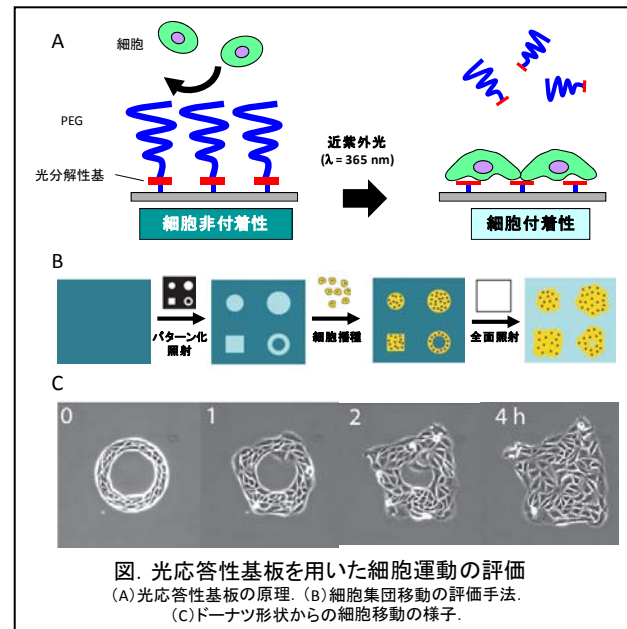 A
細胞
PEG
光分解性基
近紫外光
(λ = 365 nm)
細胞非付着性
細胞付着性
B
パターン化
照射
細胞播種
全面照射
C
0
1
2
4 h
図. 光応答性基板を用いた細胞運動の評価
(A)光応答性基板の原理. (B)細胞集団移動の評価手法.
(C)ドーナツ形状からの細胞移動の様子.